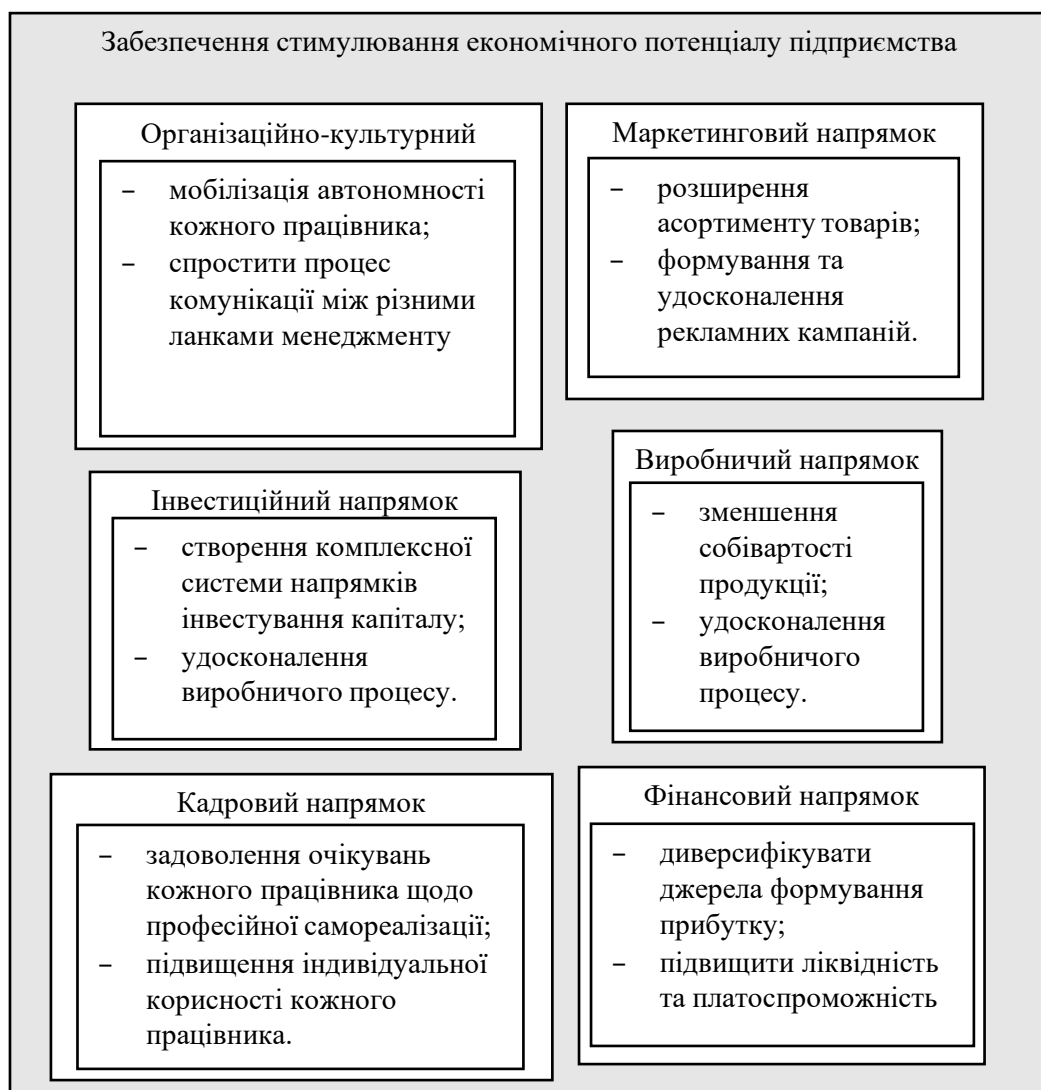 Забезпечення стимулювання економічного потенціалу підприємства
Організаційно-культурний
– мобілізація автономності
кожного працівника;
– спростити процес
комунікації між різними
ланками менеджменту
Маркетинговий напрямок
– розширення
асортименту товарів;
– формування та
удосконалення
рекламних кампаній.
Інвестиційний напрямок
– створення комплексної
системи напрямків
інвестування капіталу;
– удосконалення
виробничого процесу.
Виробничий напрямок
– зменшення
собівартості
продукції;
– удосконалення
виробничого
процесу.
Кадровий напрямок
– задоволення очікувань
кожного працівника щодо
професійної самореалізації;
– підвищення індивідуальної
корисності кожного
працівника.
Фінансовий напрямок
– диверсифікувати
джерела формування
прибутку;
– підвищити ліквідність
та платоспроможність